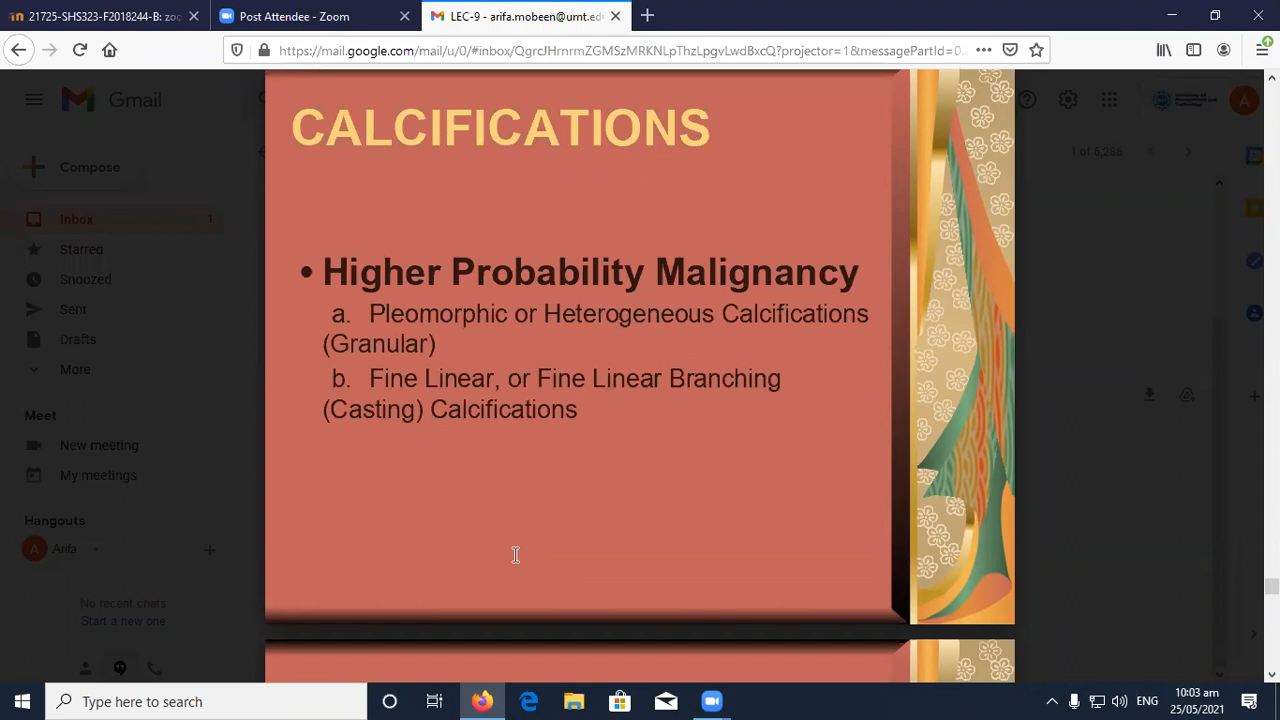 21725-SHS323-F2018244-B: zoo
Post Attendee - Zoom
LEC-9 - arifa.mobeen@umt.edu
https://mail.google.com/mail/u/0/#inbox/QgrcJHrnrmZGMSzMRKNLpThzLpgvLwdBxcQ?projector=1&messagePartId=0.
Gmail
Compose
1 of 6,286
Inbox 1
Starred
Snoozed
Sent
Drafts
More
Meet
New meeting
My meetings
Hangouts
Arifa
No recent chats
Start a new one
CALCIFICATIONS
• Higher Probability Malignancy
a. Pleomorphic or Heterogeneous Calcifications
(Granular)
b. Fine Linear, or Fine Linear Branching
(Casting) Calcifications
A
Type here to search
ENG
10:03 am
25/05/2021